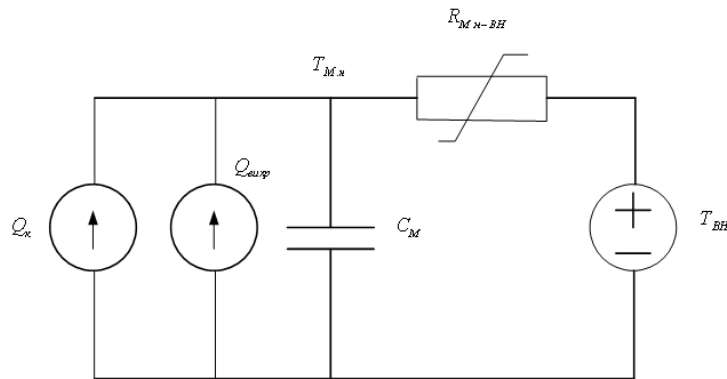 R_{М.н-ВН}
T_{М.н}
Q_{вихр}
Q_{к}
C_{М}
T_{ВН}